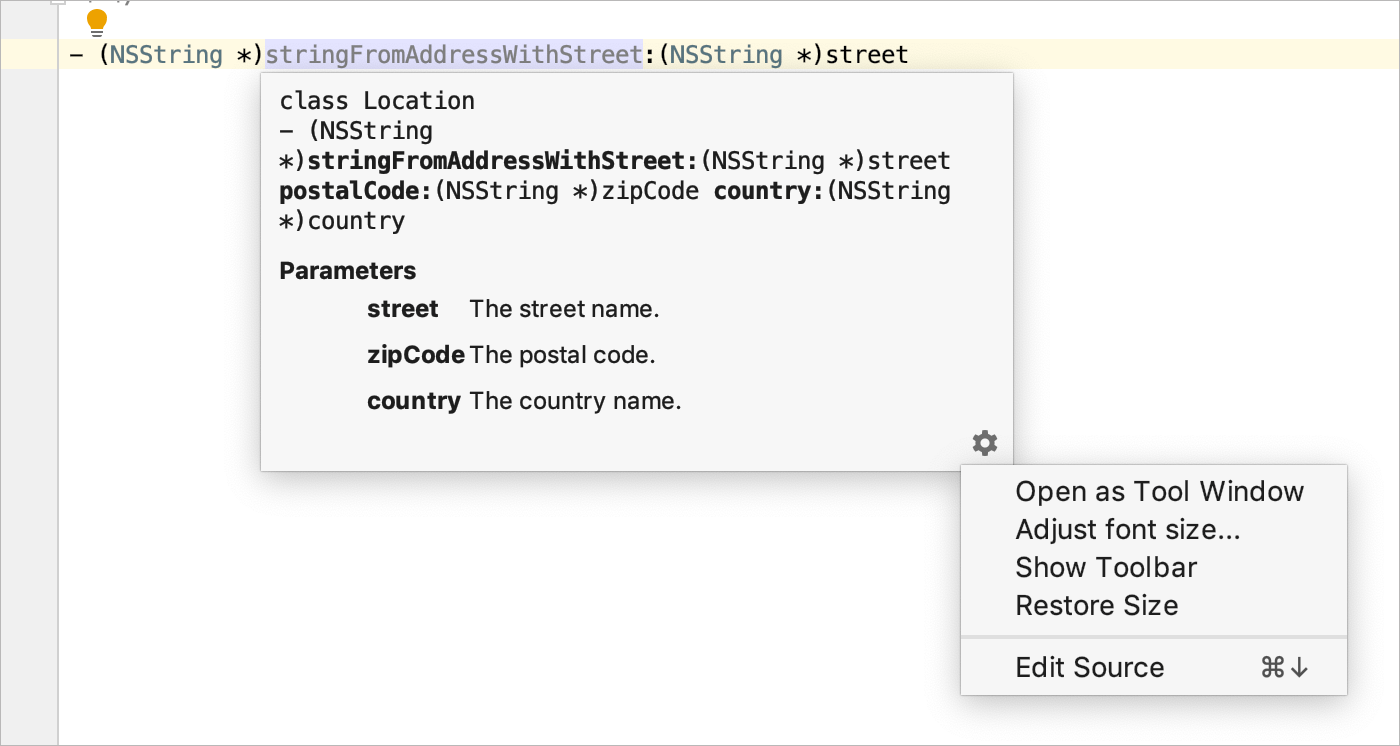 - (NSString *)stringFromAddressWithStreet:(NSString *)street
class Location
- (NSString
*)stringFromAddressWithStreet:(NSString *)street
postalCode:(NSString *)zipCode country:(NSString
*)country
Parameters
street The street name.
zipCode The postal code.
country The country name.
Open as Tool Window
Adjust font size...
Show Toolbar
Restore Size
Edit Source ⌘↓